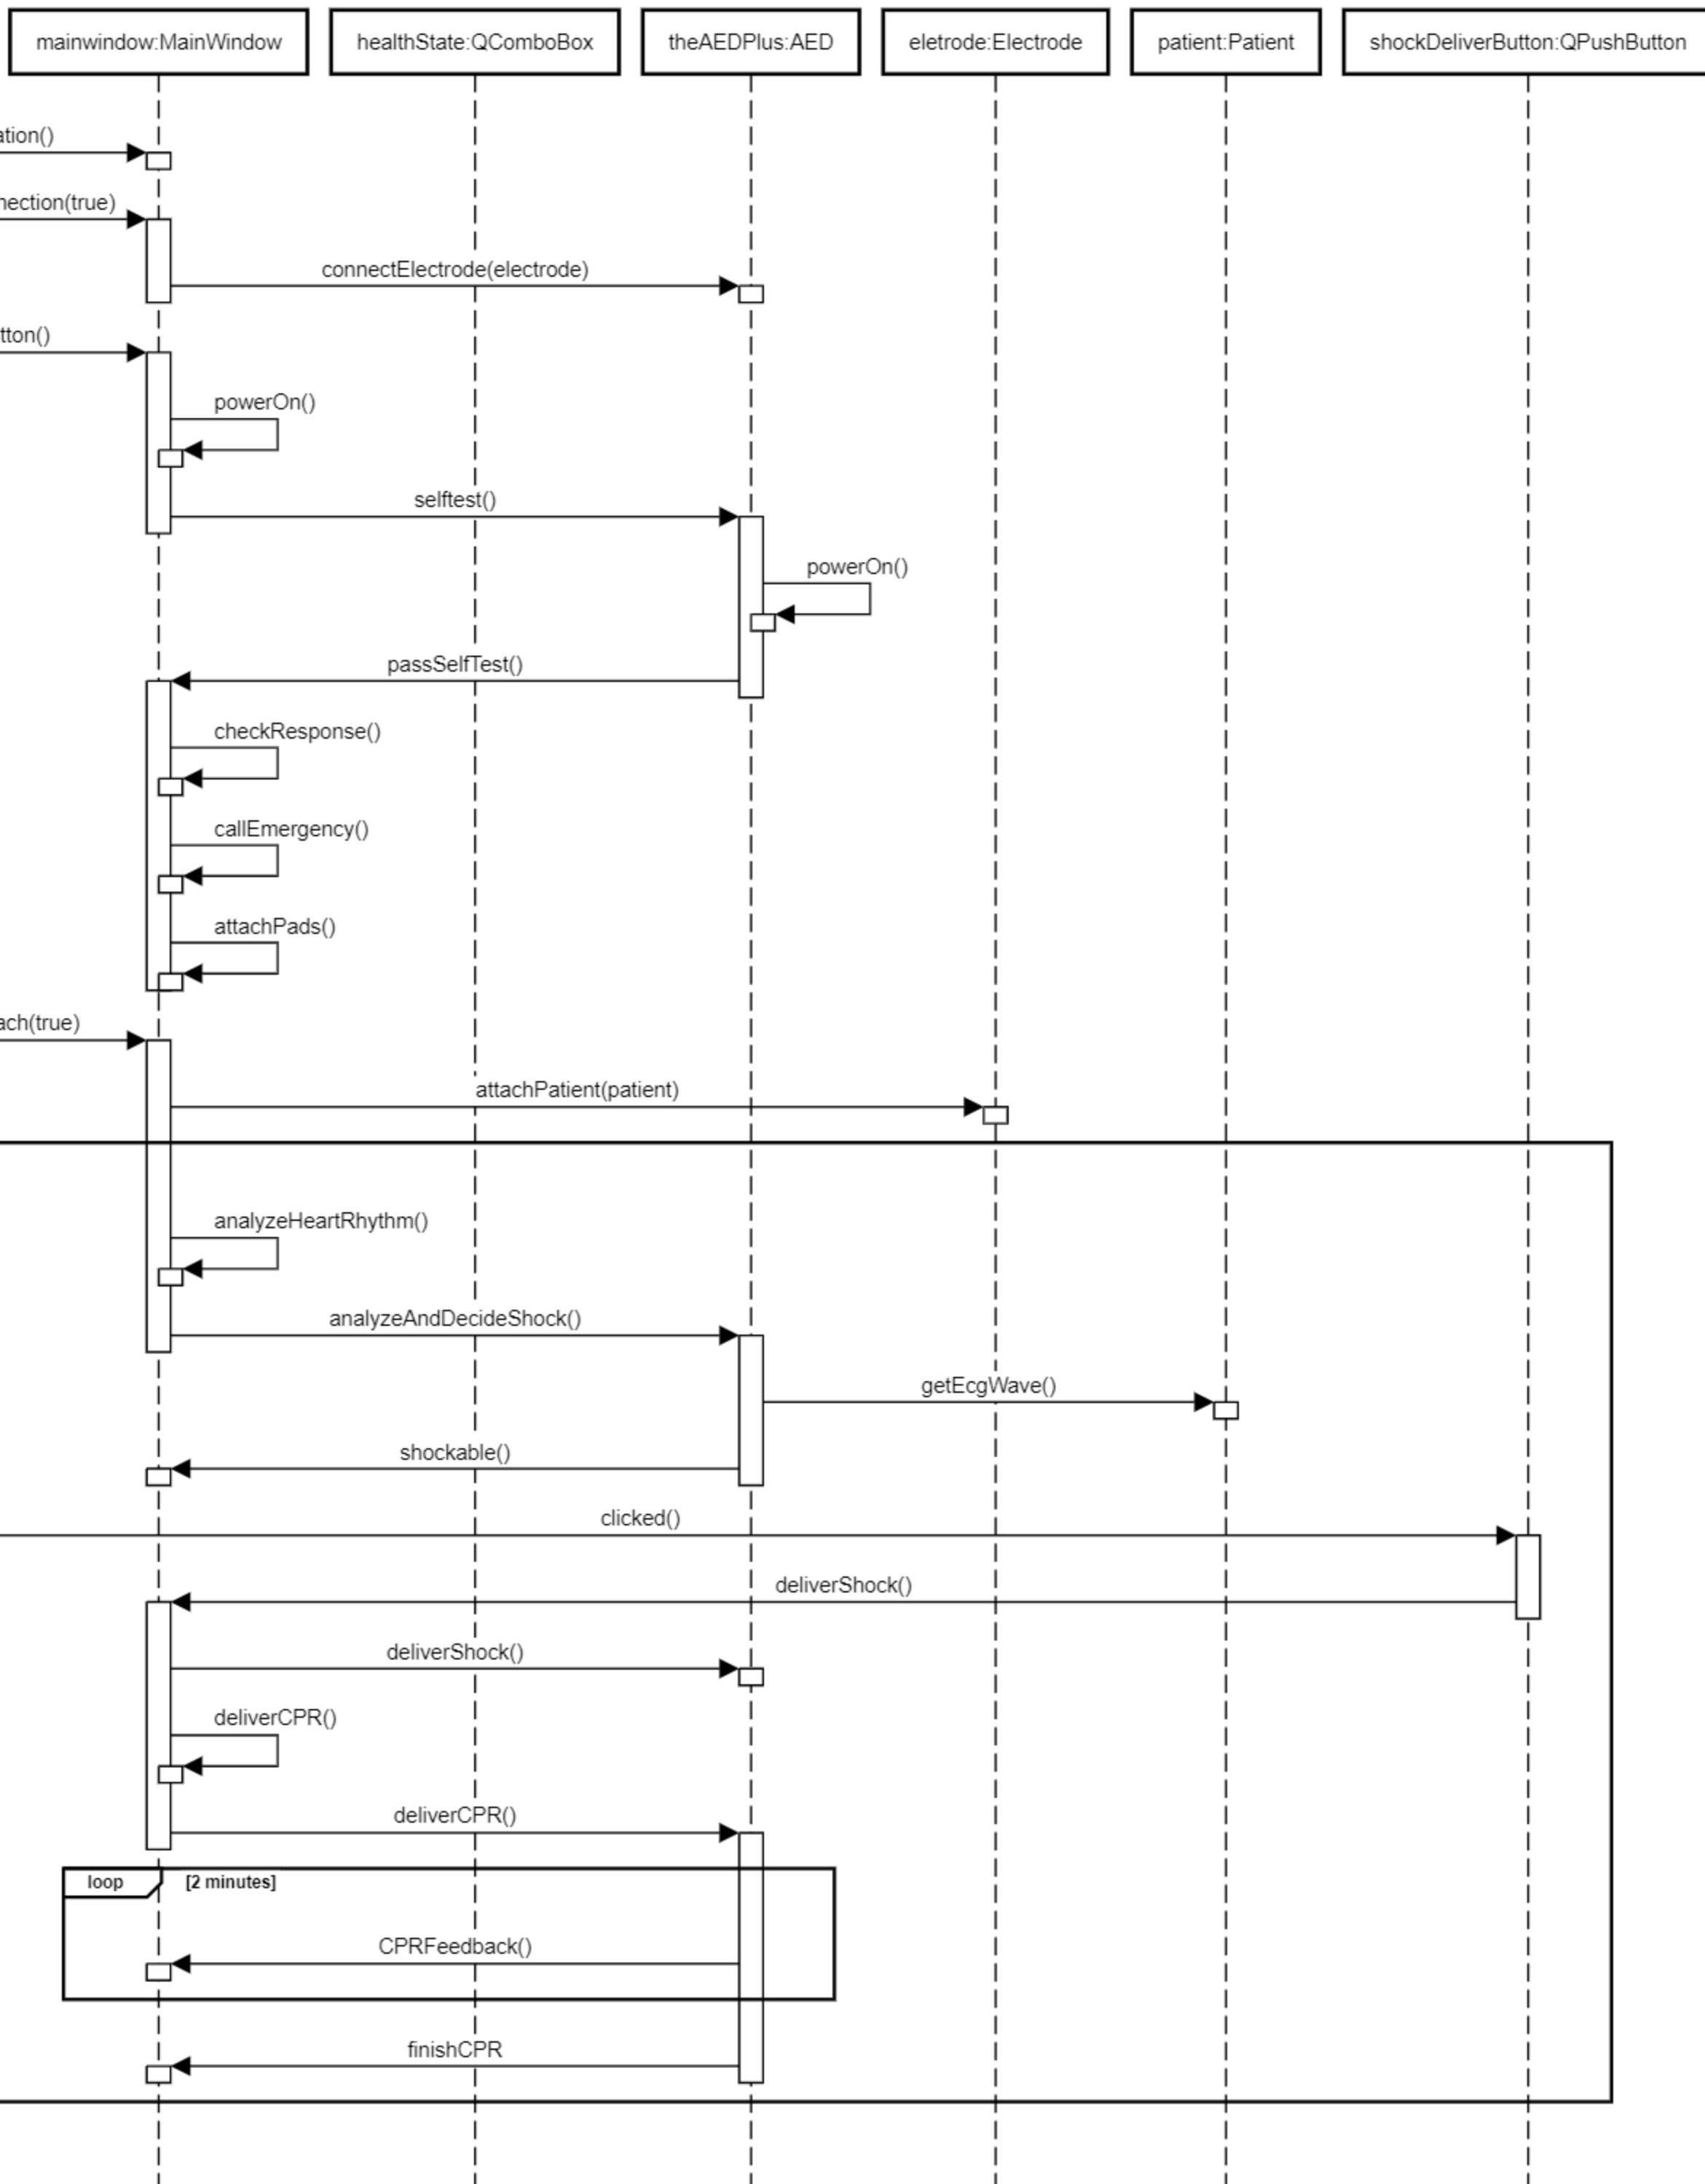 mainwindow:MainWindow
healthState:QComboBox
theAEDPlus:AED
eletrode:Electrode
patient:Patient
shockDeliverButton:QPushButton
ation()
nection(true)
connectElectrode(electrode)
tton()
powerOn()
selftest()
powerOn()
passSelfTest()
checkResponse()
callEmergency()
attachPads()
ach(true)
attachPatient(patient)
analyzeHeartRhythm()
analyzeAndDecideShock()
getEcgWave()
shockable()
clicked()
deliverShock()
deliverShock()
deliverCPR()
deliverCPR()
loop
[2 minutes]
CPRFeedback()
finishCPR